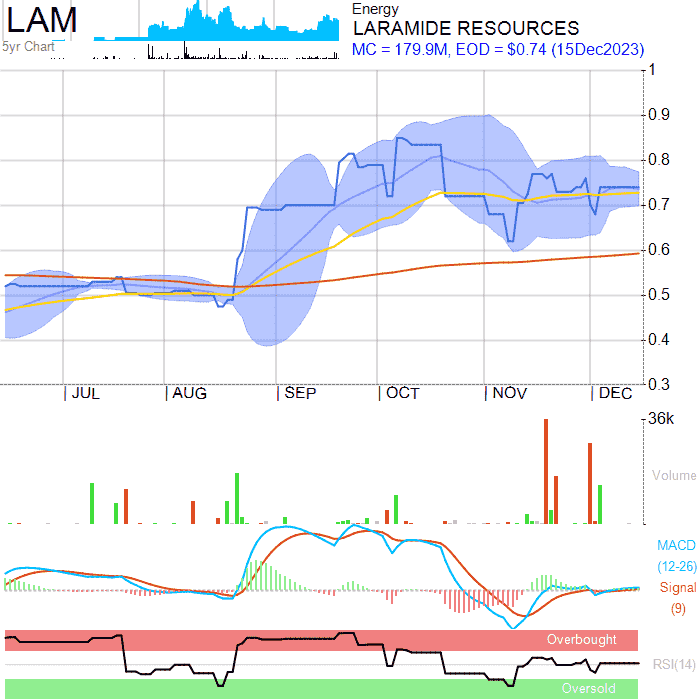 LAM
5yr Chart
Energy
LARAMIDE RESOURCES
MC = 179.9M, EOD = $0.74 (15Dec2023)
1
0.9
0.8
0.7
0.6
0.5
0.4
0.3
JUL
AUG
SEP
OCT
NOV
DEC
36k
Volume
MACD
(12-26)
Signal
(9)
Overbought
RSI(14)
Oversold